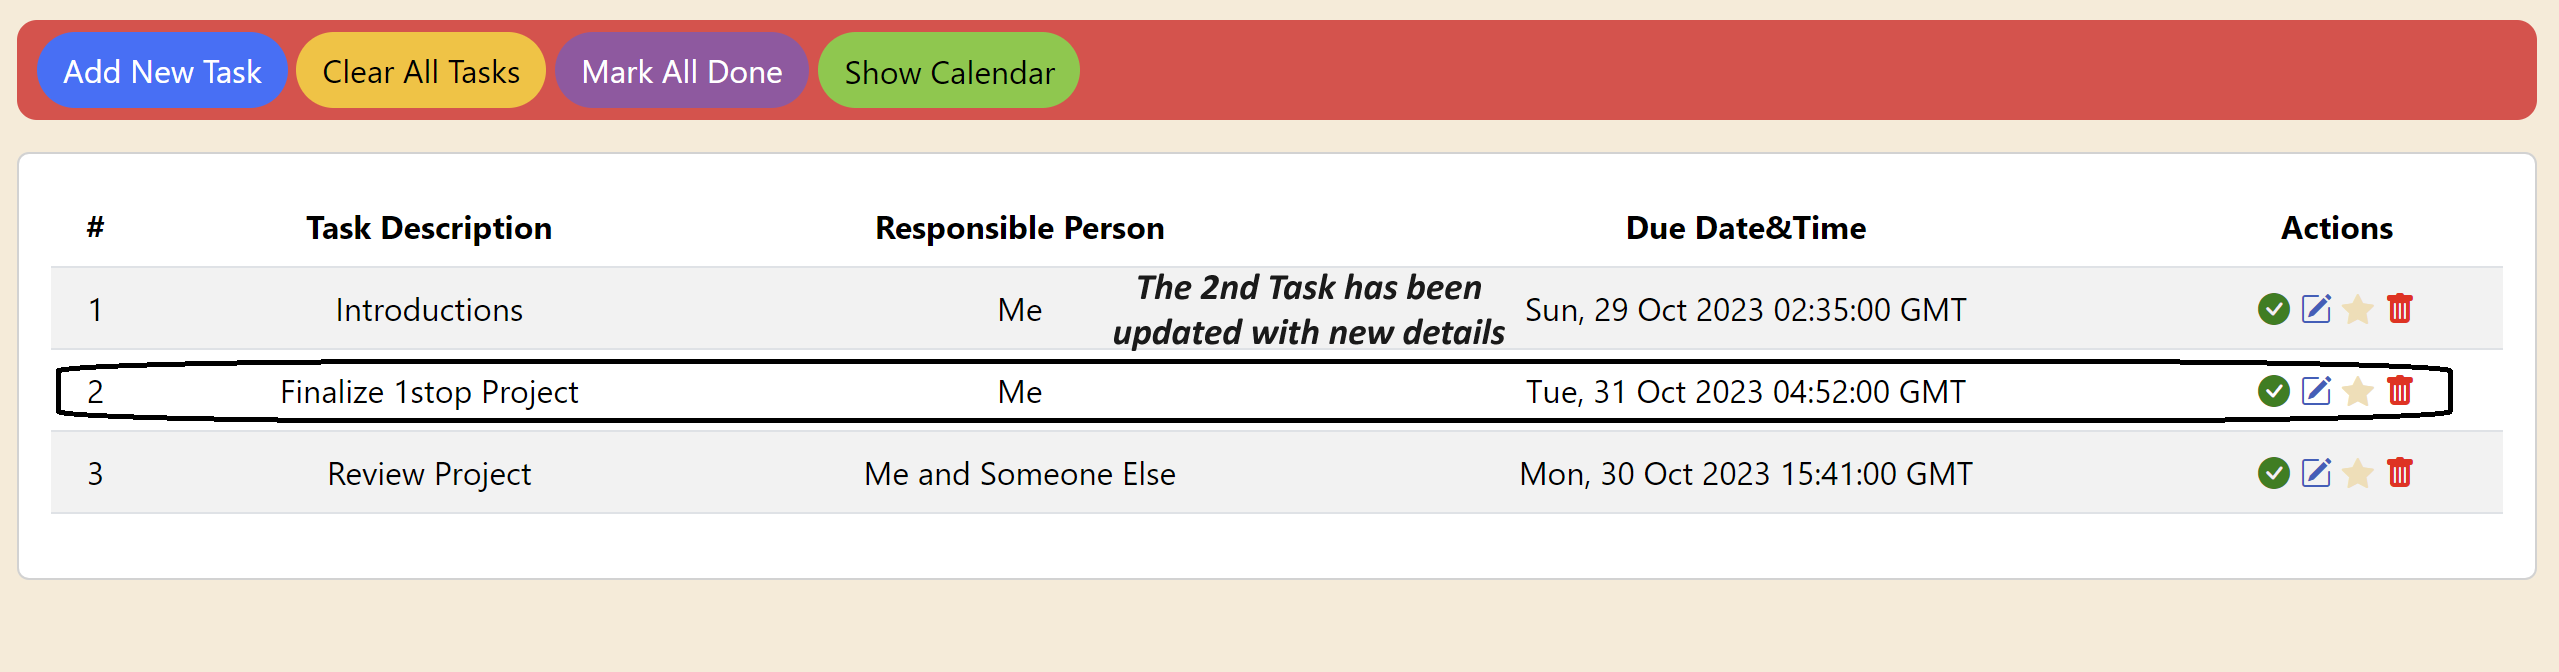 Add New Task Clear All Tasks Mark All Done Show Calendar
# Task Description Responsible Person Due Date&Time Actions
The 2nd Task has been
updated with new details
1 Introductions Me Sun, 29 Oct 2023 02:35:00 GMT
2 Finalize 1stop Project Me Tue, 31 Oct 2023 04:52:00 GMT
3 Review Project Me and Someone Else Mon, 30 Oct 2023 15:41:00 GMT